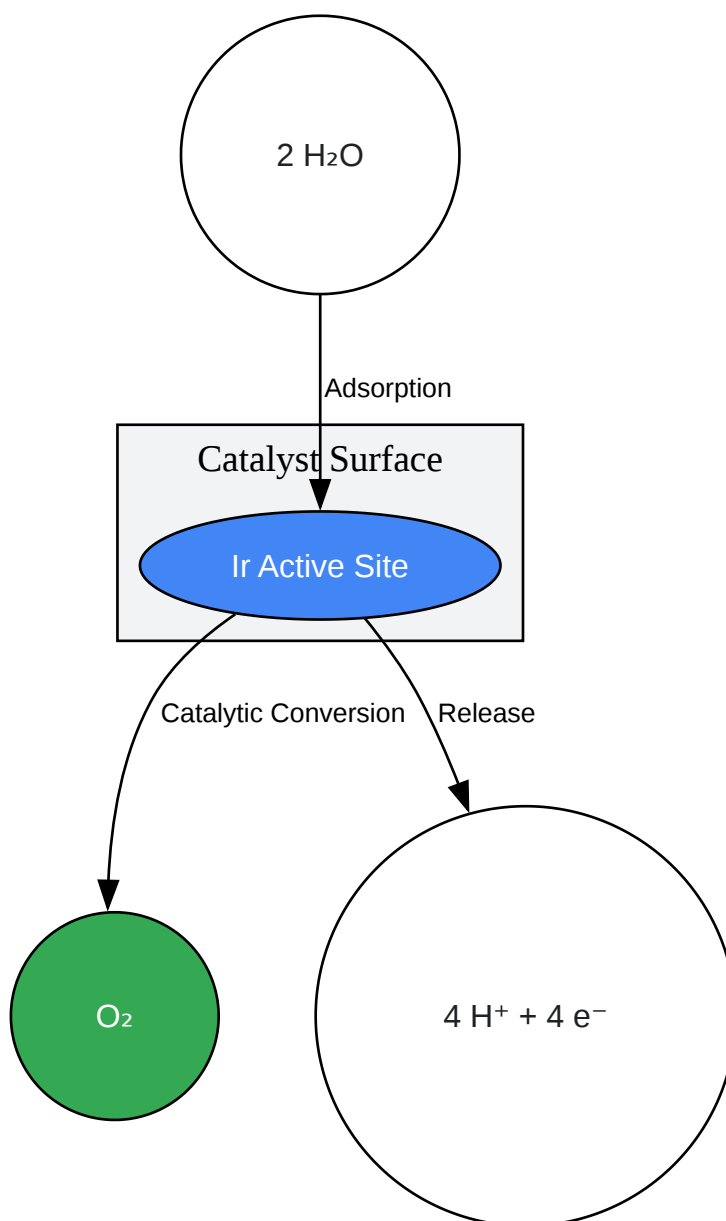 2 H₂O
Adsorption
Catalyst Surface
Ir Active Site
Catalytic Conversion
Release
O₂
4 H⁺ + 4 e⁻